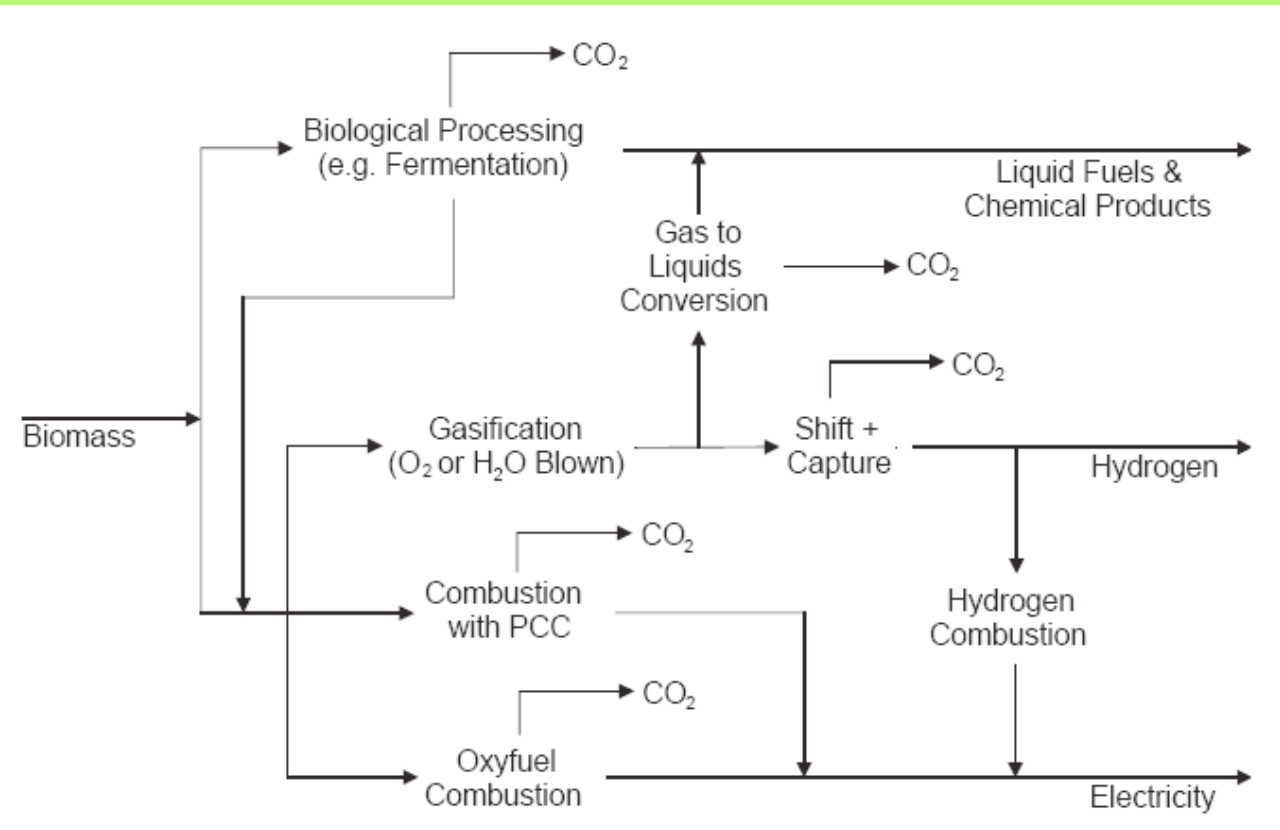 CO₂
Biological Processing
(e.g. Fermentation)
Liquid Fuels &
Chemical Products
Gas to
Liquids
Conversion
CO₂
CO₂
Biomass
Gasification
(O₂ or H₂O Blown)
Shift +
Capture
Hydrogen
CO₂
Combustion
with PCC
Hydrogen
Combustion
CO₂
Oxyfuel
Combustion
Electricity